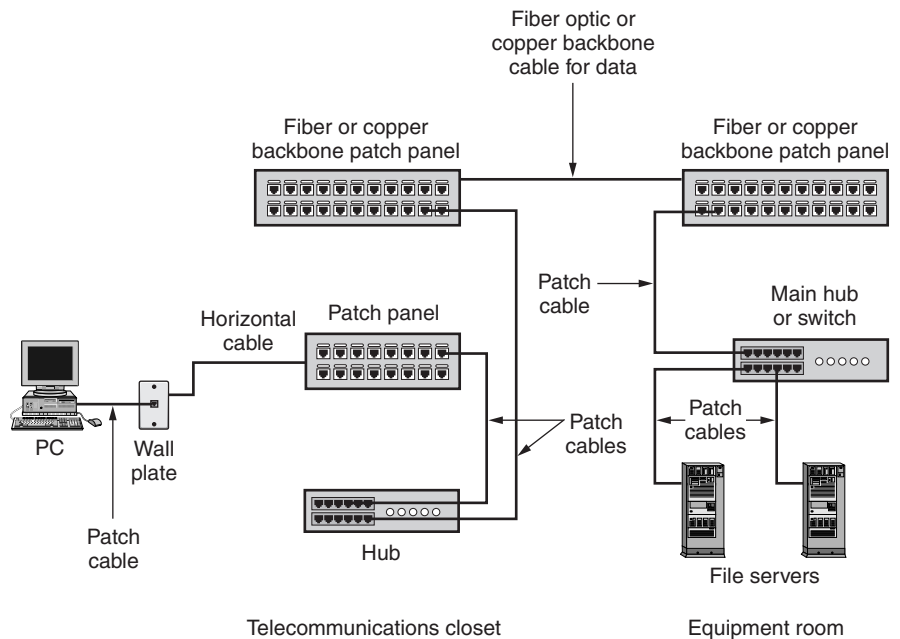 Fiber optic or
copper backbone
cable for data
Fiber or copper
backbone patch panel
Fiber or copper
backbone patch panel
Patch
cable
Main hub
or switch
Horizontal
cable
Patch panel
PC
Wall
plate
Patch
cables
Patch
cables
Patch
cable
Hub
File servers
Telecommunications closet
Equipment room